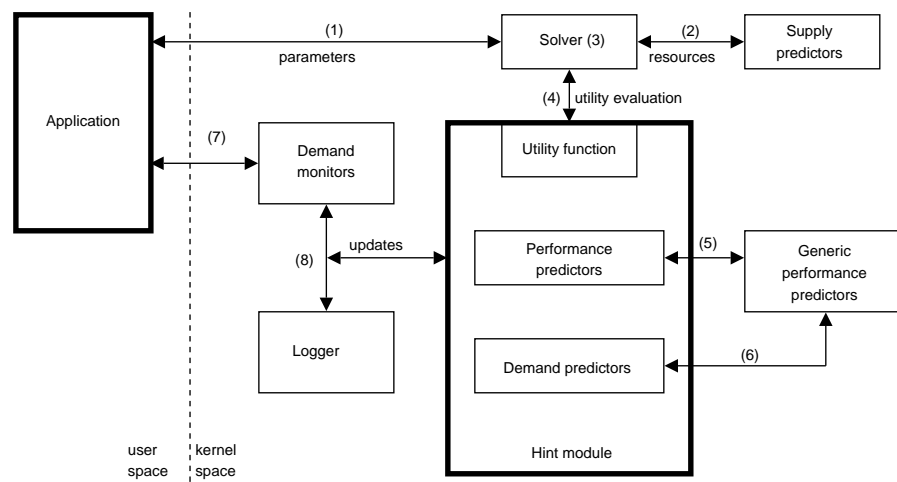 (1)
parameters
Solver (3)
(2)
resources
Supply
predictors
(4)
utility evaluation
Application
(7)
Demand
monitors
Utility function
updates
(8)
Performance
predictors
(5)
Generic
performance
predictors
Logger
Demand predictors
(6)
user
space
kernel
space
Hint module